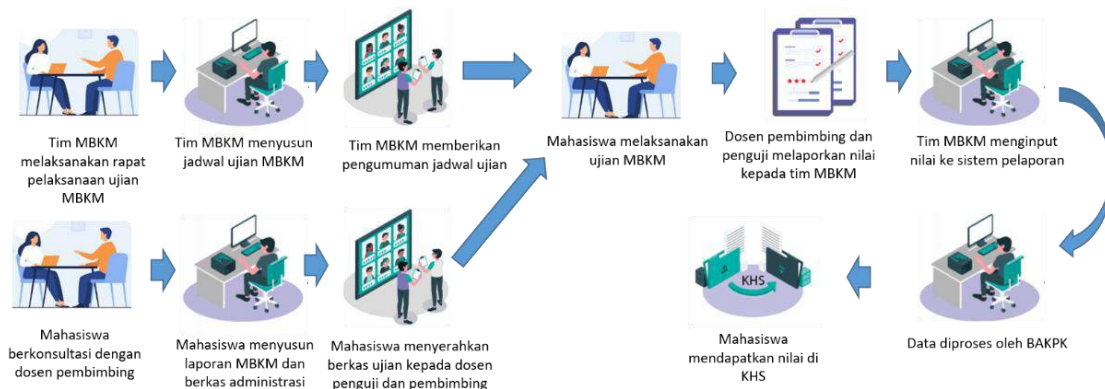 Tim MBKM
melaksanakan rapat
pelaksanaan ujian
MBKM
Tim MBKM menyusun
jadwal ujian MBKM
Tim MBKM memberikan
pengumuman jadwal ujian
Mahasiswa melaksanakan
ujian MBKM
Dosen pembimbing dan
penguji melaporkan nilai
kepada tim MBKM
Tim MBKM menginput
nilai ke sistem pelaporan
Mahasiswa
berkonsultasi dengan
dosen pembimbing
Mahasiswa menyusun
laporan MBKM dan
berkas administrasi
Mahasiswa menyerahkan
berkas ujian kepada dosen
penguji dan pembimbing
KHS
Mahasiswa
mendapatkan nilai di
KHS
Data diproses oleh BAKPK